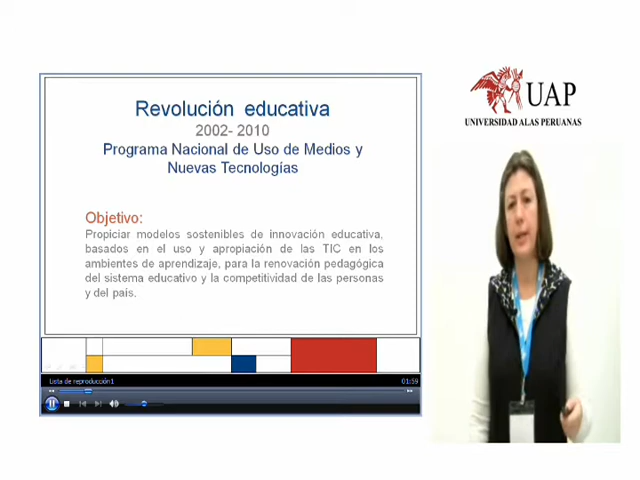 Revolución educativa
2002- 2010
Programa Nacional de Uso de Medios y
Nuevas Tecnologías
Objetivo:
Propiciar modelos sostenibles de innovación educativa,
basados en el uso y apropiación de las TIC en los
ambientes de aprendizaje, para la renovación pedagógica
del sistema educativo y la competitividad de las personas
y del país.
Lista de reproducción1
01:59
UAP
UNIVERSIDAD ALAS PERUANAS